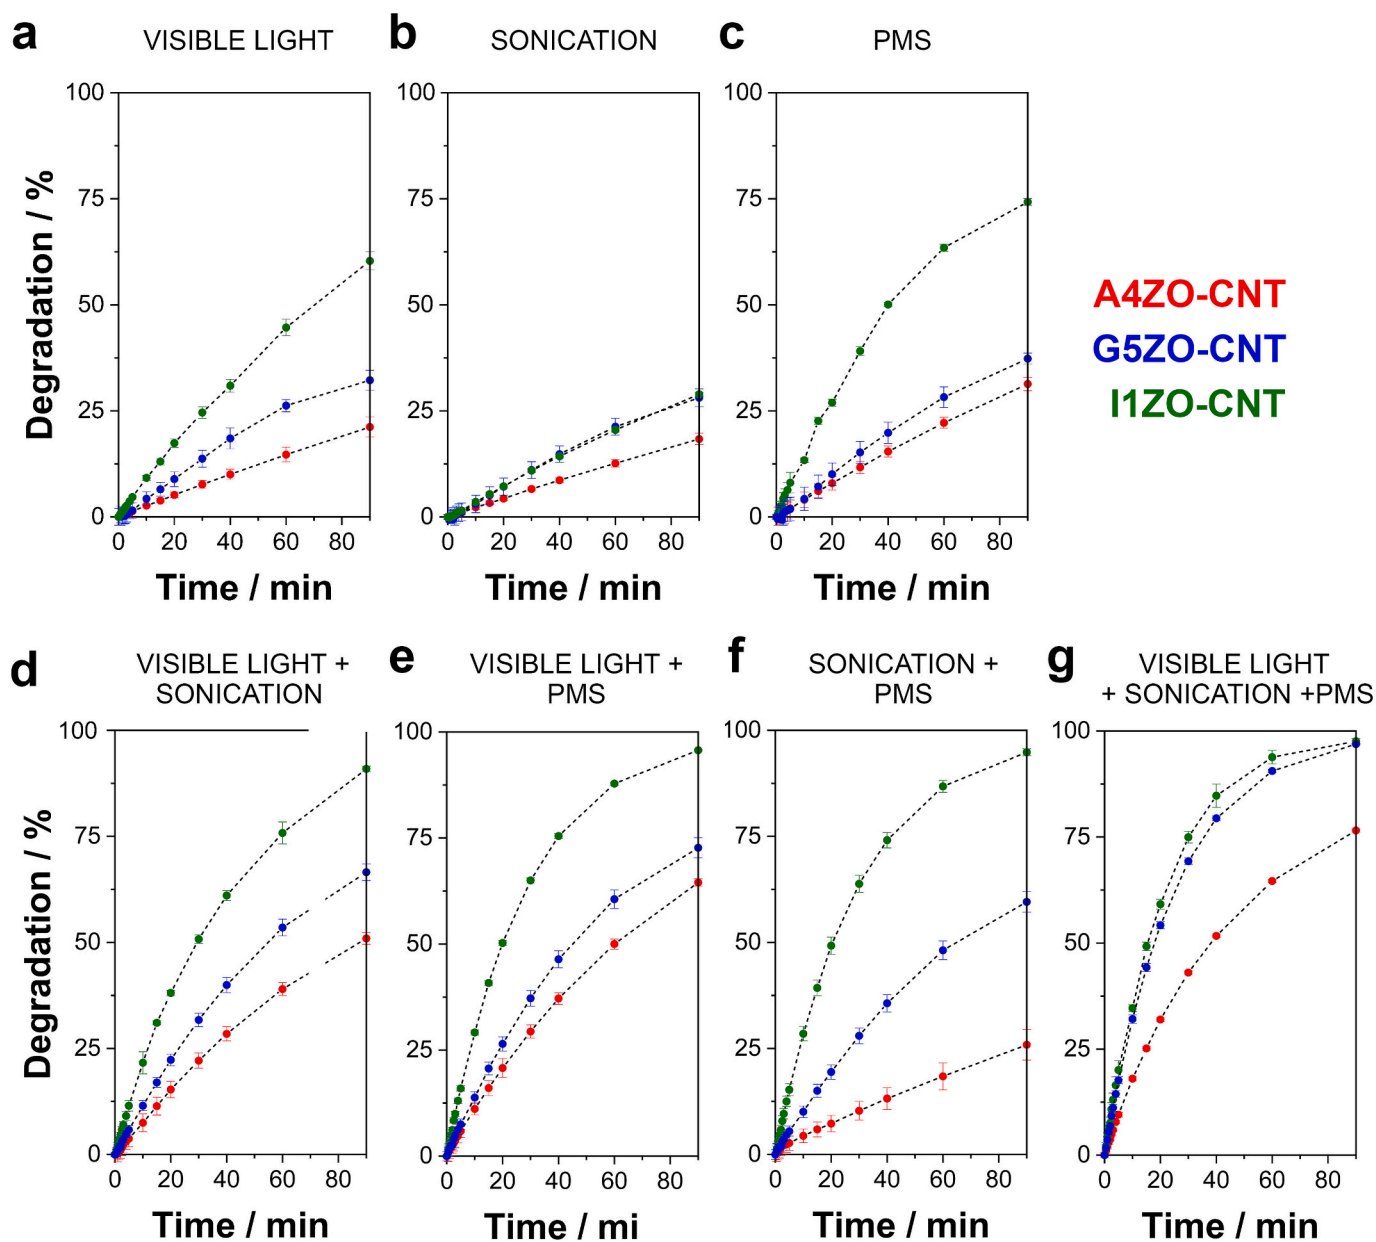 a
VISIBLE LIGHT
b
SONICATION
c
PMS
100
75
50
25
0
0 20 40 60 80
Degradation / %
Time / min
100
75
50
25
0
0 20 40 60 80
Time / min
100
75
50
25
0
0 20 40 60 80
Time / min
A4ZO-CNT
G5ZO-CNT
I1ZO-CNT
d
VISIBLE LIGHT +
SONICATION
e
VISIBLE LIGHT +
PMS
f
SONICATION +
PMS
g
VISIBLE LIGHT
+ SONICATION +PMS
100
75
50
25
0
0 20 40 60 80
Degradation / %
Time / min
100
75
50
25
0
0 20 40 60 80
Time / mi
100
75
50
25
0
0 20 40 60 80
Time / min
100
75
50
25
0
0 20 40 60 80
Time / min